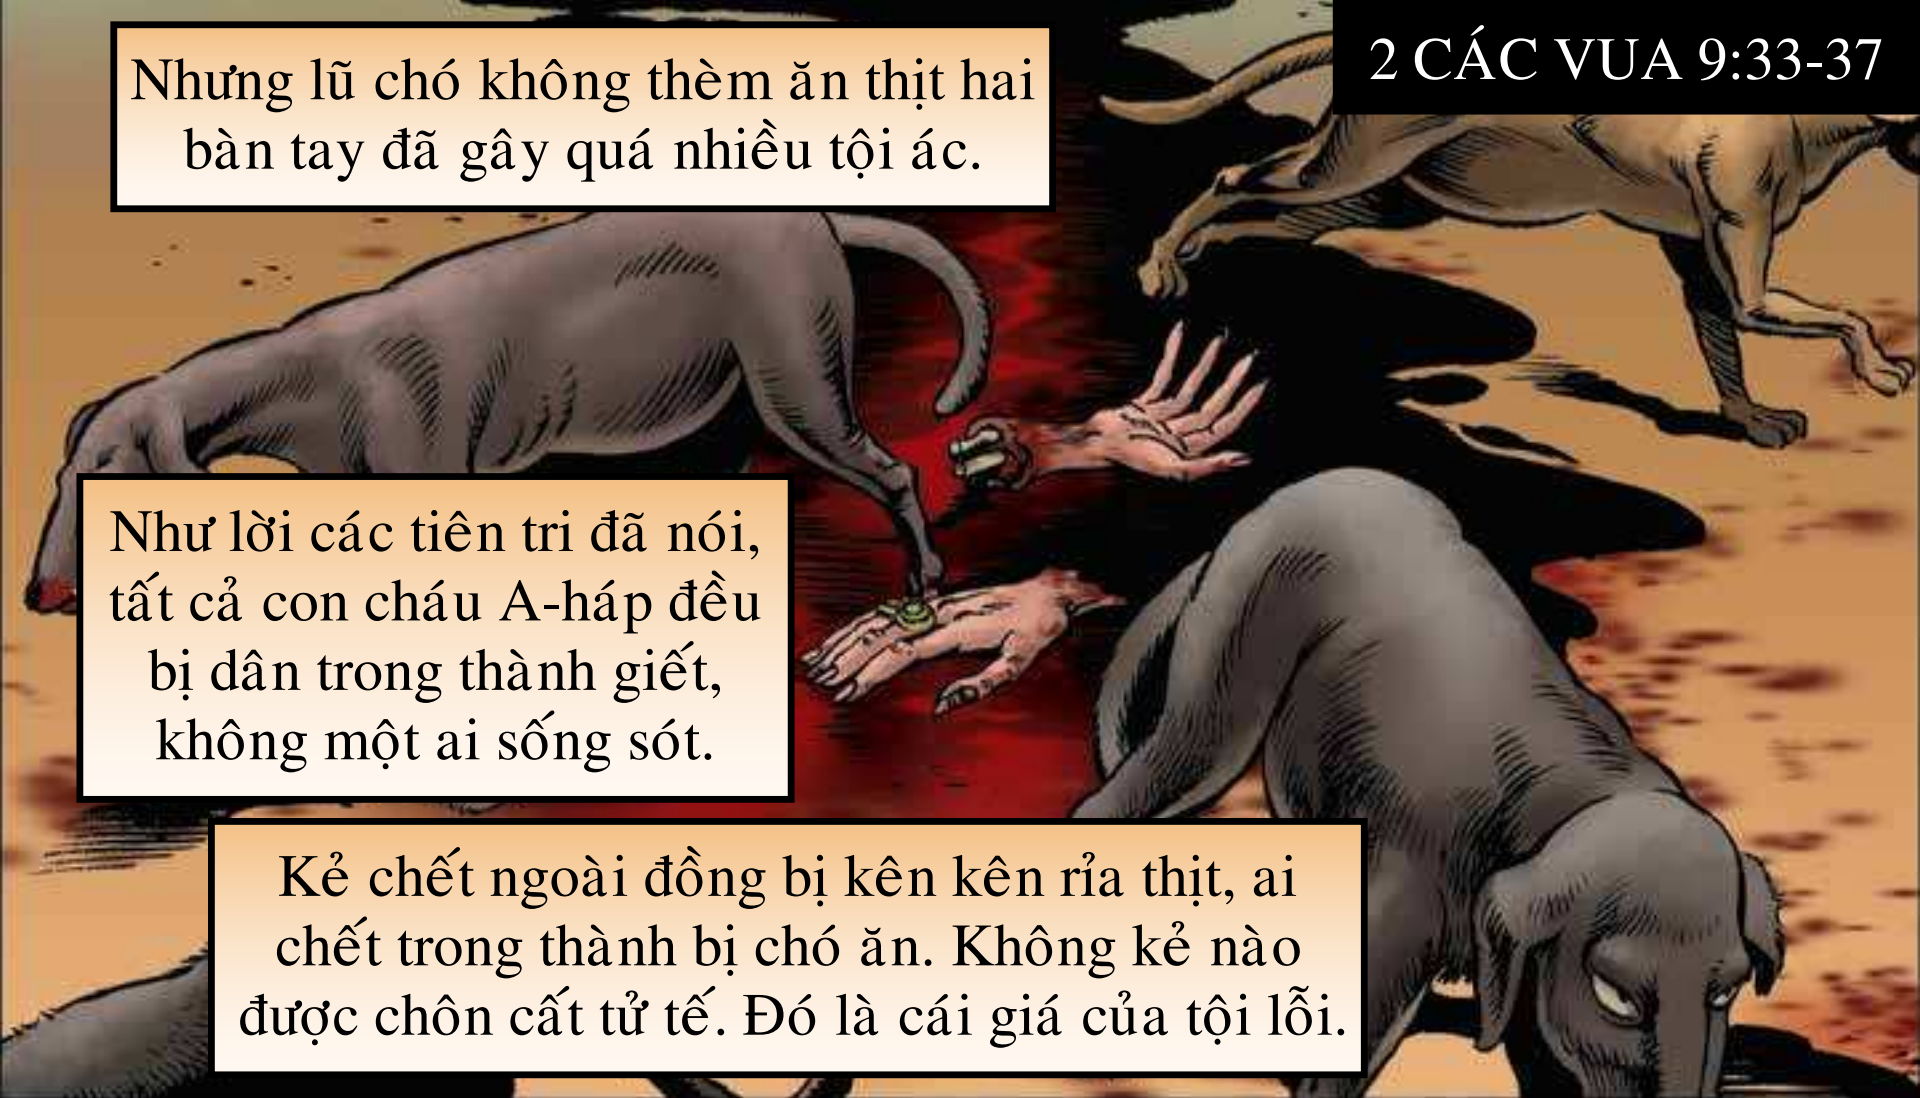 2 CÁC VUA 9:33-37
Nhưng lũ chó không thèm ăn thịt hai
bàn tay đã gây quá nhiều tội ác.
Như lời các tiên tri đã nói,
tất cả con cháu A-háp đều
bị dân trong thành giết,
không một ai sống sót.
Kẻ chết ngoài đồng bị kên kên rỉa thịt, ai
chết trong thành bị chó ăn. Không kẻ nào
được chôn cất tử tế. Đó là cái giá của tội lỗi.